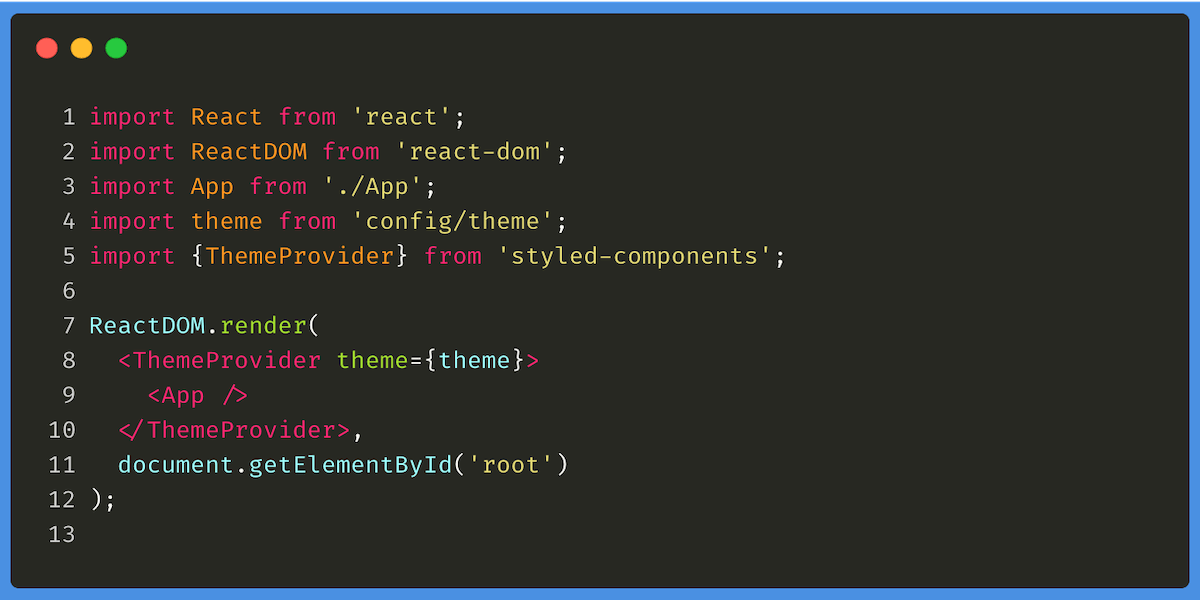 1 import React from 'react';
2 import ReactDOM from 'react-dom';
3 import App from './App';
4 import theme from 'config/theme';
5 import {ThemeProvider} from 'styled-components';
6
7 ReactDOM.render(
8   <ThemeProvider theme={theme}>
9     <App />
10   </ThemeProvider>,
11   document.getElementById('root')
12 );
13